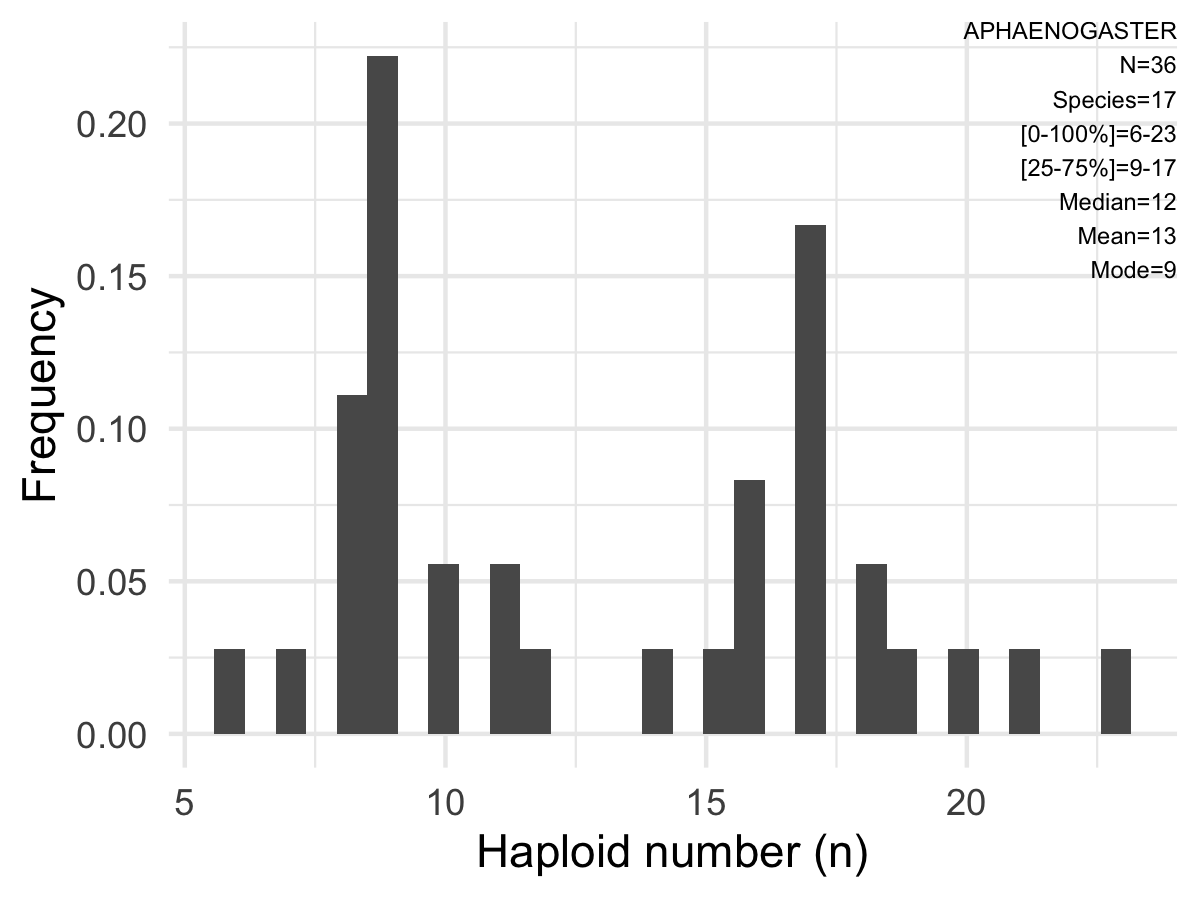 APHAENOGASTER
N=36
Species=17
[0-100%]=6-23
[25-75%]=9-17
Median=12
Mean=13
Mode=9
Frequency
0.20
0.15
0.10
0.05
0.00
5 10 15 20
Haploid number (n)